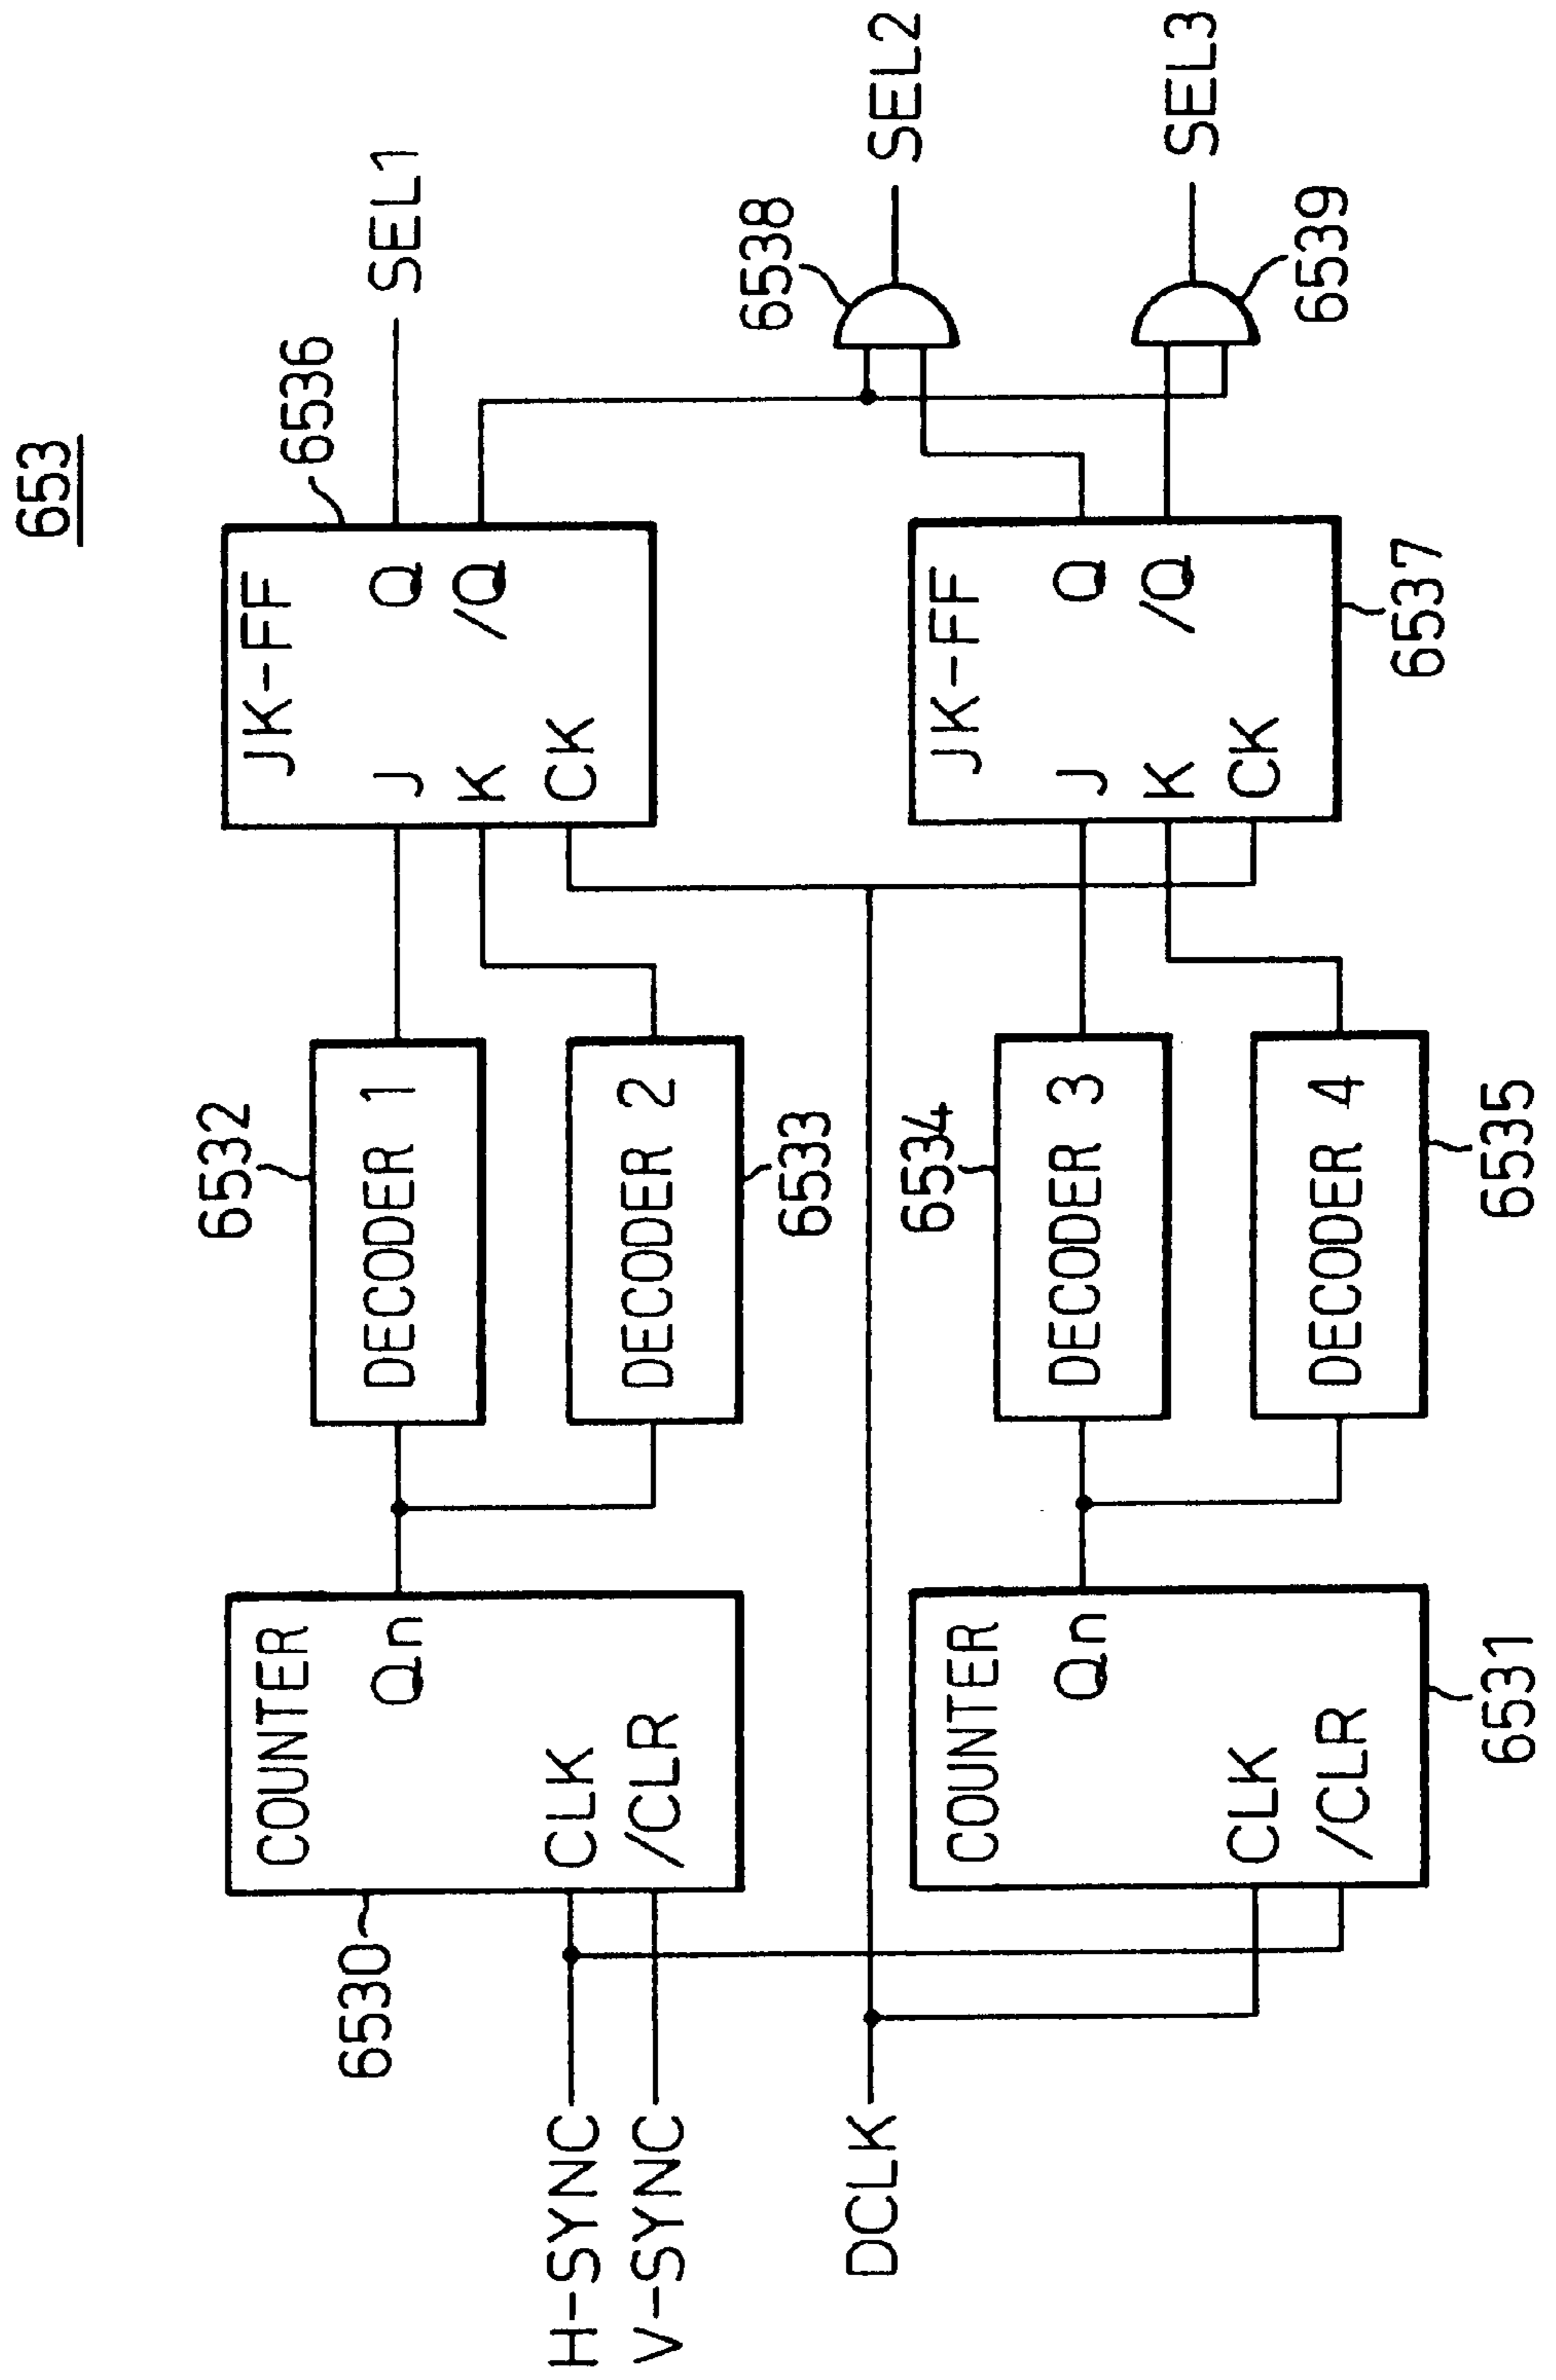 653
H-SYNC
V-SYNC
DCLK
6530
COUNTER
Qn
CLK
/CLR
COUNTER
Qn
CLK
/CLR
6531
6532
DECODER 1
DECODER 2
6533
6534
DECODER 3
DECODER 4
6535
6536
JK-FF
J Q
K /Q
CK
JK-FF
J Q
K /Q
CK
6537
SEL1
6538
SEL2
SEL3
6539